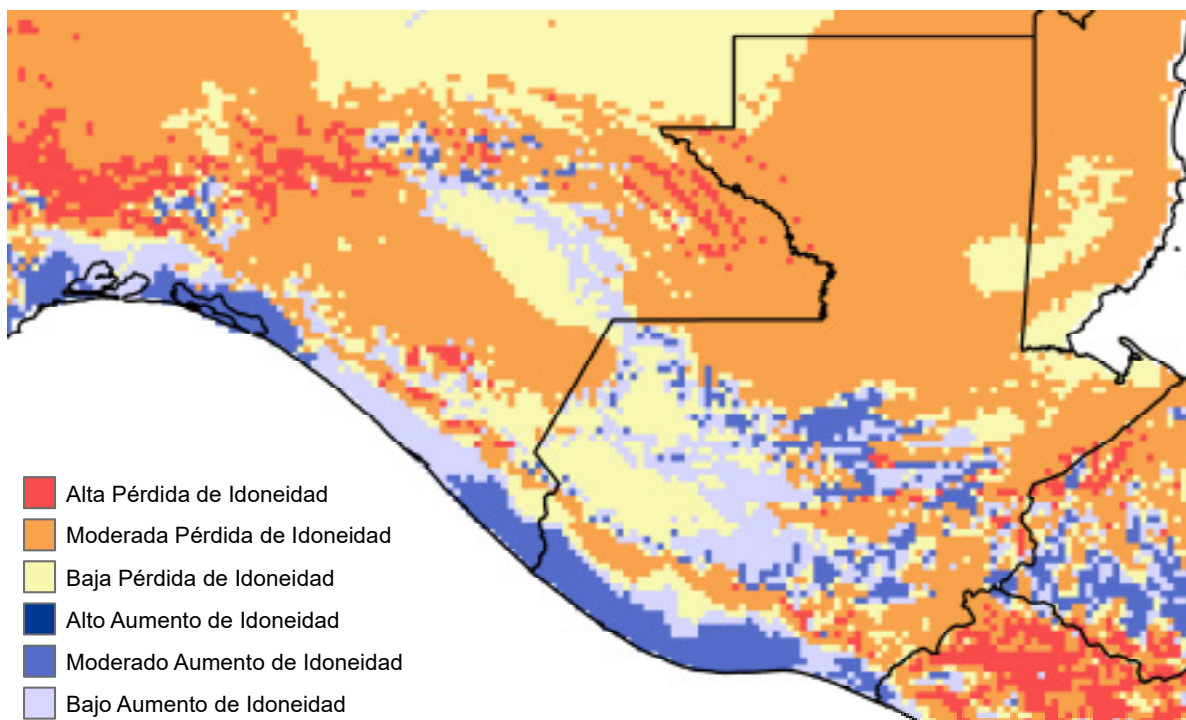 Alta Pérdida de Idoneidad
Moderada Pérdida de Idoneidad
Baja Pérdida de Idoneidad
Alto Aumento de Idoneidad
Moderado Aumento de Idoneidad
Bajo Aumento de Idoneidad